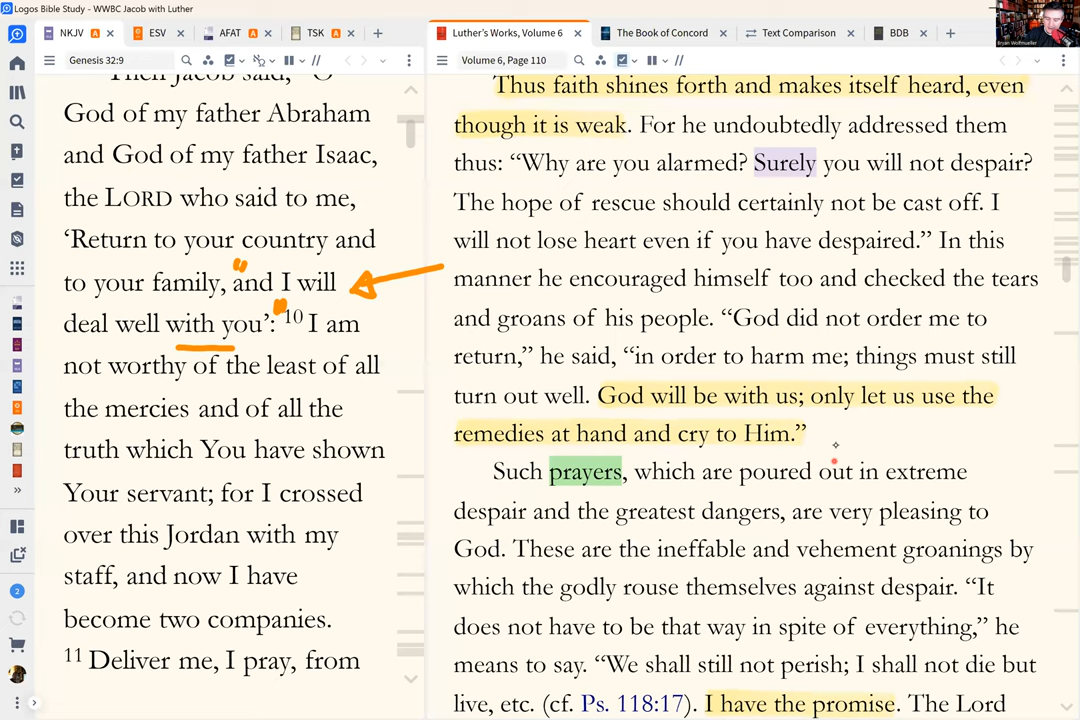 Logos Bible Study - WWBC Jacob with Luther
NKJV A × ESV × AFAT A × TSK A × +
Luther's Works, Volume 6 × The Book of Concord × Text Comparison × BDB × +
Genesis 32:9
Volume 6, Page 110
Bryan Wolfmueller
Then Jacob said, "O
God of my father Abraham
and God of my father Isaac,
the LORD who said to me,
‘Return to your country and
to your family, "and I will
deal well with you’:" 10 I am
not worthy of the least of all
the mercies and of all the
truth which You have shown
Your servant; for I crossed
over this Jordan with my
staff, and now I have
become two companies.
11 Deliver me, I pray, from
Thus faith shines forth and makes itself heard, even
though it is weak. For he undoubtedly addressed them
thus: “Why are you alarmed? Surely you will not despair?
The hope of rescue should certainly not be cast off. I
will not lose heart even if you have despaired.” In this
manner he encouraged himself too and checked the tears
and groans of his people. “God did not order me to
return,” he said, “in order to harm me; things must still
turn out well. God will be with us; only let us use the
remedies at hand and cry to Him.”
Such prayers, which are poured out in extreme
despair and the greatest dangers, are very pleasing to
God. These are the ineffable and vehement groanings by
which the godly rouse themselves against despair. “It
does not have to be that way in spite of everything,” he
means to say. “We shall still not perish; I shall not die but
live, etc. (cf. Ps. 118:17). I have the promise. The Lord
2